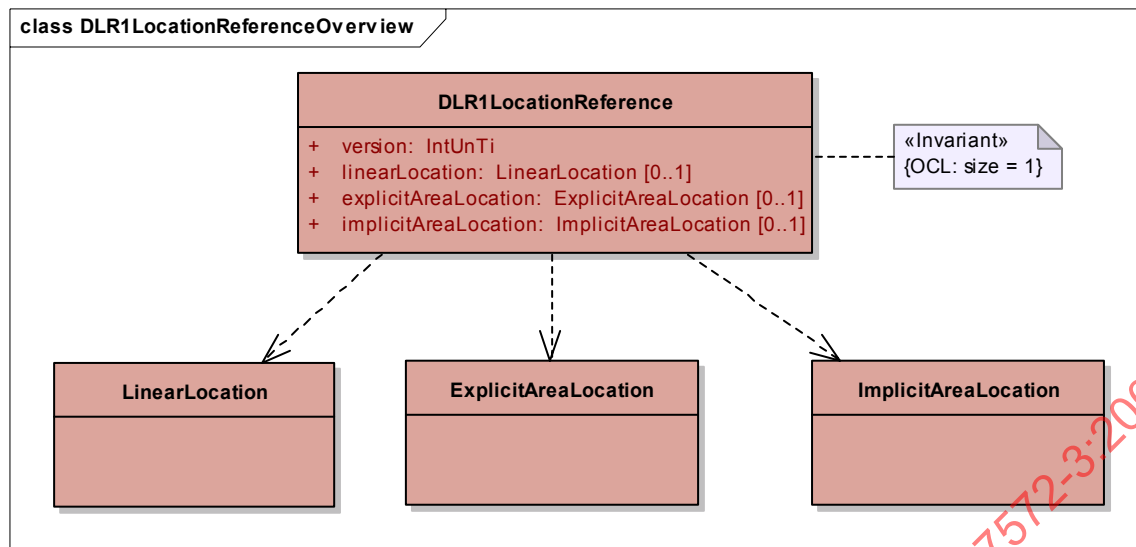 class DLR1LocationReferenceOverview
DLR1LocationReference
+ version: IntUnTi
+ linearLocation: LinearLocation [0..1]
+ explicitAreaLocation: ExplicitAreaLocation [0..1]
+ implicitAreaLocation: ImplicitAreaLocation [0..1]
«Invariant»
{OCL: size = 1}
LinearLocation
ExplicitAreaLocation
ImplicitAreaLocation